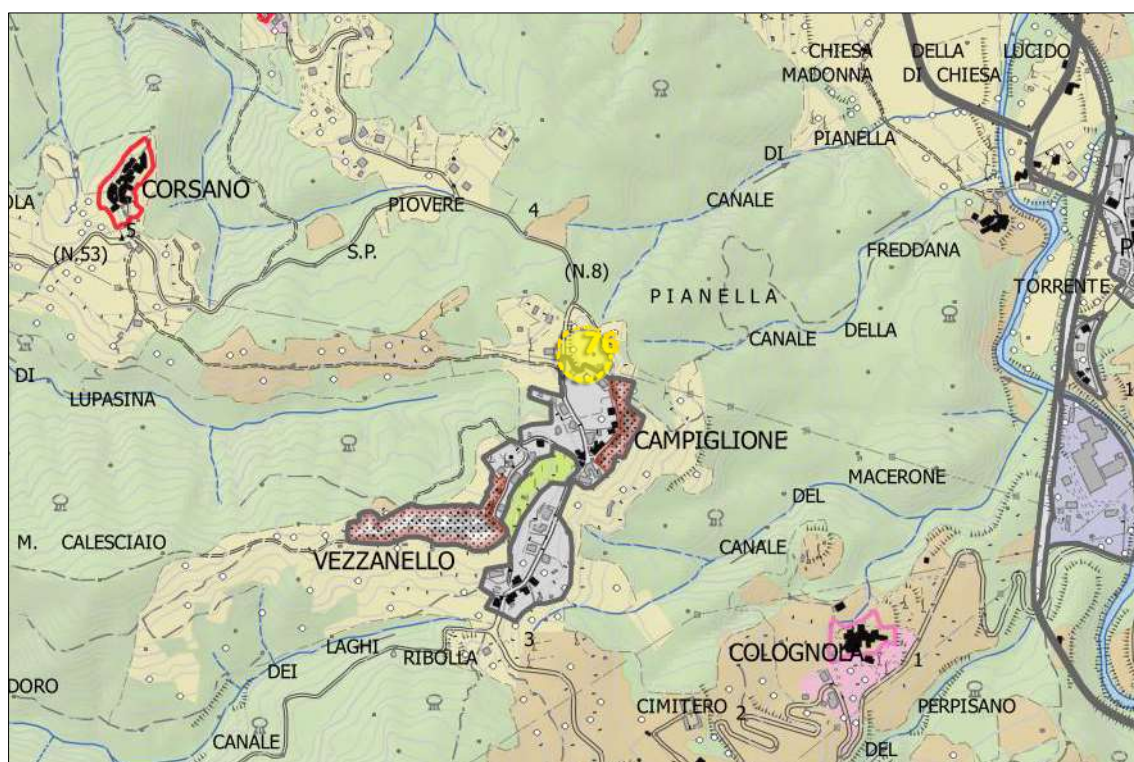 CHIESA DELLA LUCIDO
MADONNA DI CHIESA
PIANELLA
DI
CORSANO
CANALE
OLA
PIOVERE
4
5
(N.53)
S.P.
FREDDANA
(N.8)
TORRENTE
PIANELLA
CANALE DELLA
76
DI
LUPASINA
1
CAMPIGLIONE
MACERONE
DEL
M. CALESCIAIO
CANALE
VEZZANELLO
3
LAGHI
RIBOLLA
COLOGNOLA
1
DEI
DORO
CIMITERO
2
PERPISANO
CANALE
DEL